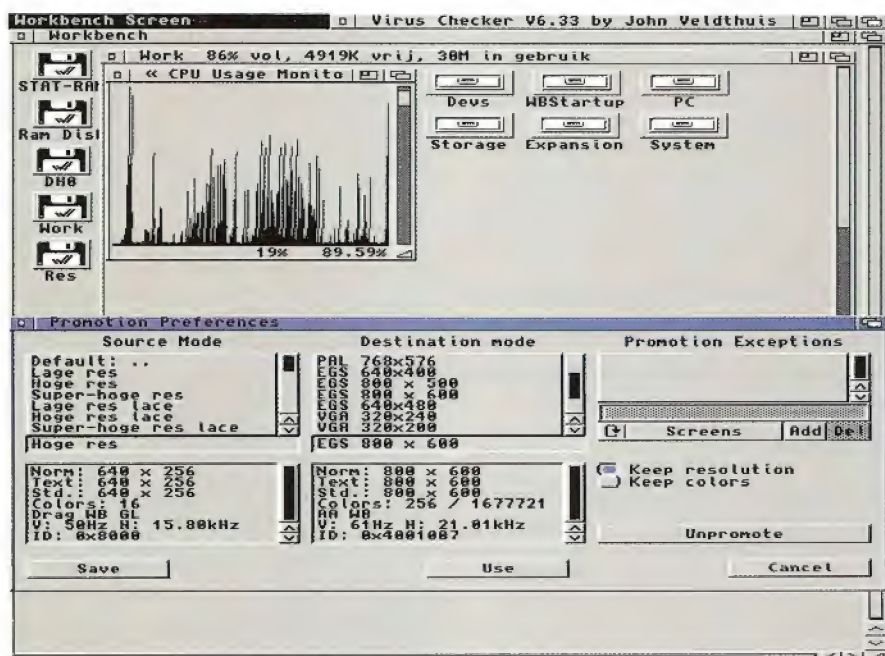 Workbench Screen
Virus Checker V6.33 by John Veldthuis
Workbench
Work 86% vol, 4919K vrij, 30M in gebruik
« CPU Usage Monito
STAT-RAM
Ram Disl
DH0
Work
Res
Devs WBStartup PC
Storage Expansion System
19% 89.59%
Promotion Preferences
Source Mode
Default: ..
Lage res
Hoge res
Super-hoge res
Lage res lace
Hoge res lace
Super-hoge res lace
Hoge res
Norm: 640 x 256
Text: 640 x 256
Std.: 640 x 256
Colors: 16
Drag WB GL
V: 50Hz H: 15.80kHz
ID: 0x8000
Destination mode
PAL 768x576
EGS 640x400
EGS 800 x 500
EGS 800 x 600
EGS 640x480
VGA 320x240
VGA 320x200
EGS 800 x 600
Norm: 800 x 600
Text: 800 x 600
Std.: 800 x 600
Colors: 256 / 1677721
AA WB
V: 61Hz H: 21.01kHz
ID: 0x4001007
Promotion Exceptions
Screens Add Del
Keep resolution
Keep colors
Unpromote
Save Use Cancel